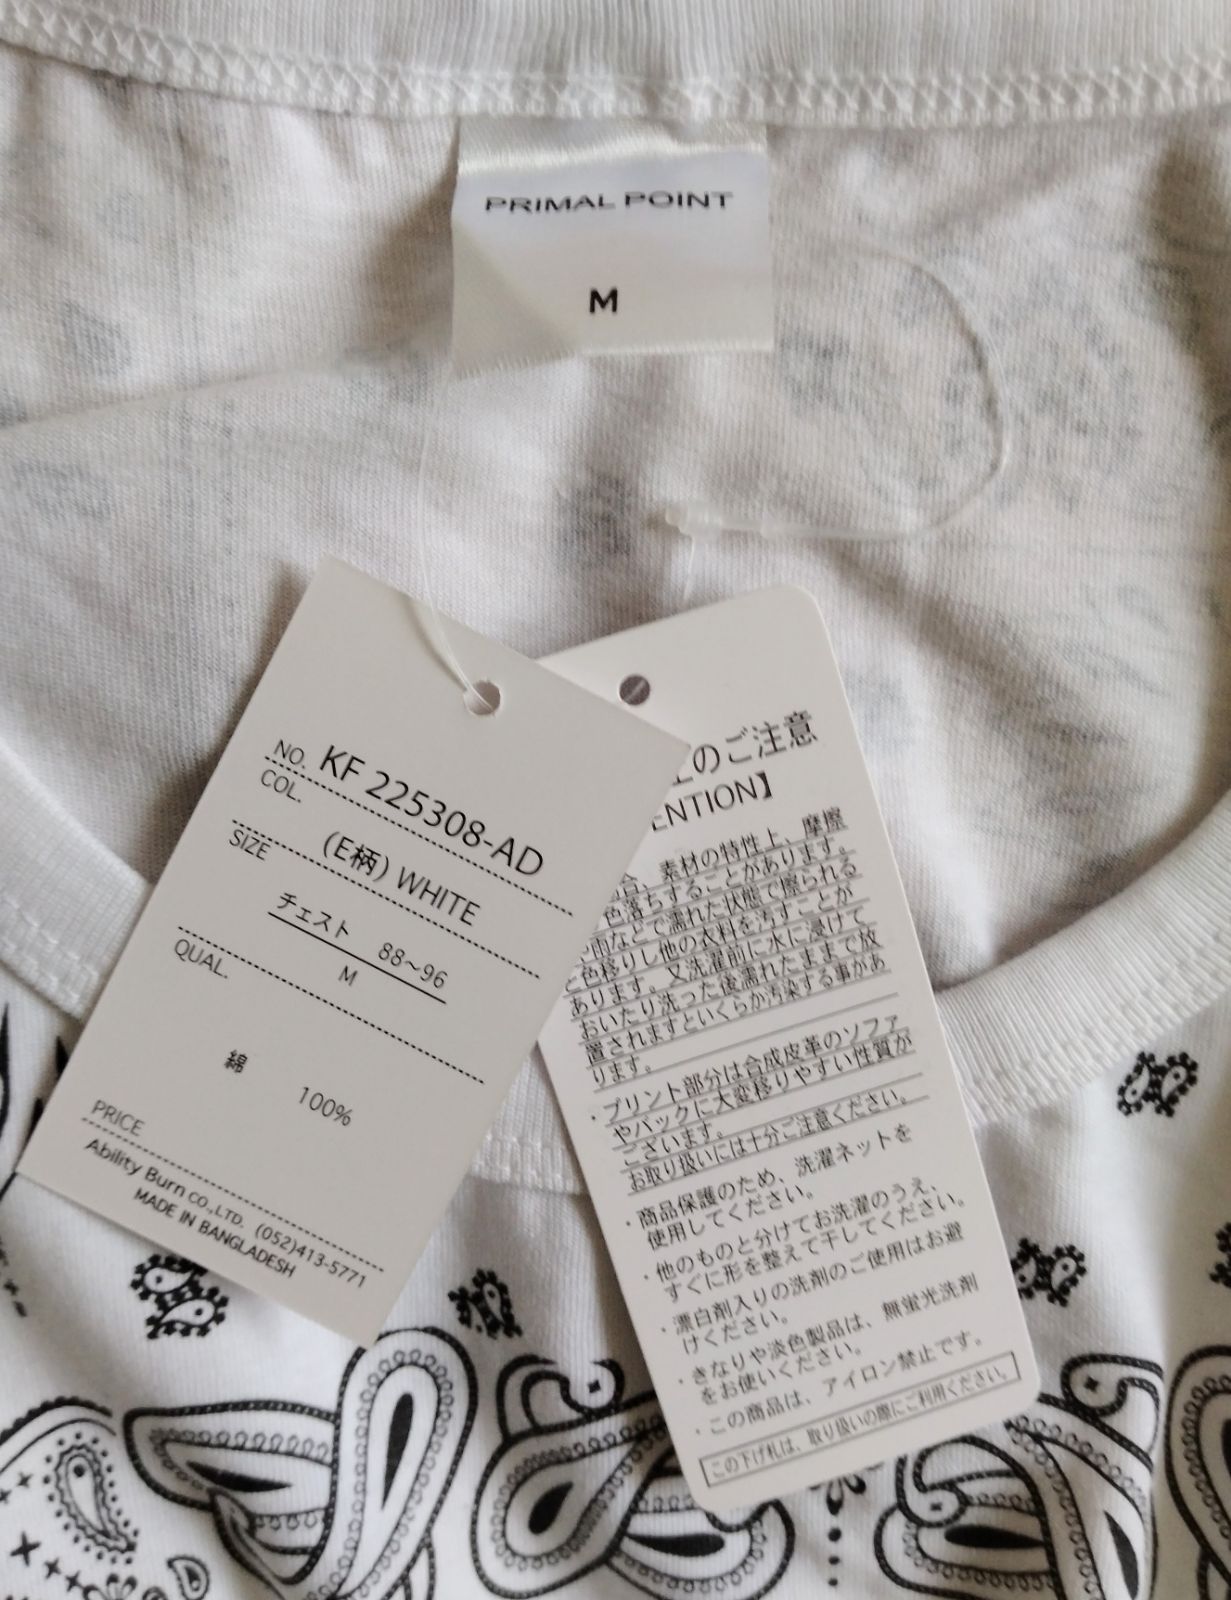 PRIMAL POINT
M
NO. KF 225308-AD
COL.
(E柄) WHITE
SIZE
チェスト 88~96
M
QUAL.
綿 100%
PRICE
Ability Burn CO.,LTD. (052)413-5771
MADE IN BANGLADESH
のご注意
ENTION】
素材の特性上、摩擦
色落ちすることがあります。
雨などで濡れた状態で擦られる
と色移りし他の衣料を汚すことが
あります。又洗濯前に水に浸けて
おいたり洗った後濡れたままで放
置されますといくらか汚染する事があ
ります。
・プリント部分は合成皮革のソファ
やバックに大変移りやすい性質が
ございます。
お取り扱いには十分ご注意ください。
・商品保護のため、洗濯ネットを
使用してください。
・他のものと分けてお洗濯のうえ、
すぐに形を整えて干してください。
・漂白剤入りの洗剤のご使用はお避
けください。
・きなりや淡色製品は、無蛍光洗剤
をお使いください。
・この商品は、アイロン禁止です。
この下げ札は、取り扱いの際にご利用ください。